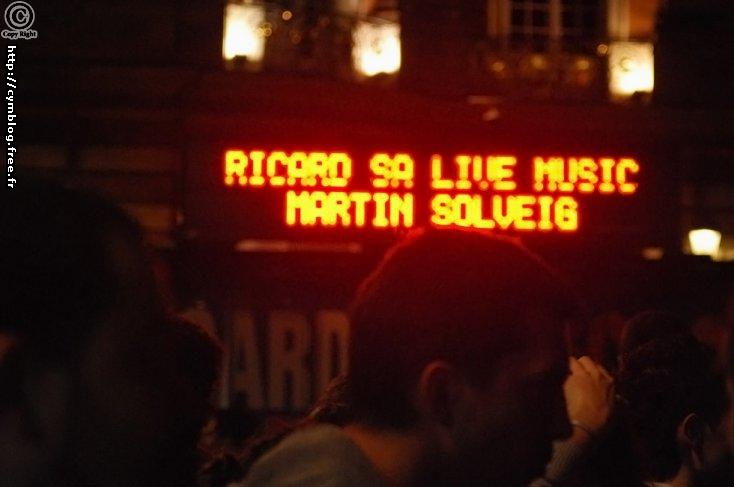 Copy Right
http://cymblog.free.fr
RICARD SA LIVE MUSIC
MARTIN SOLVEIG
ARD